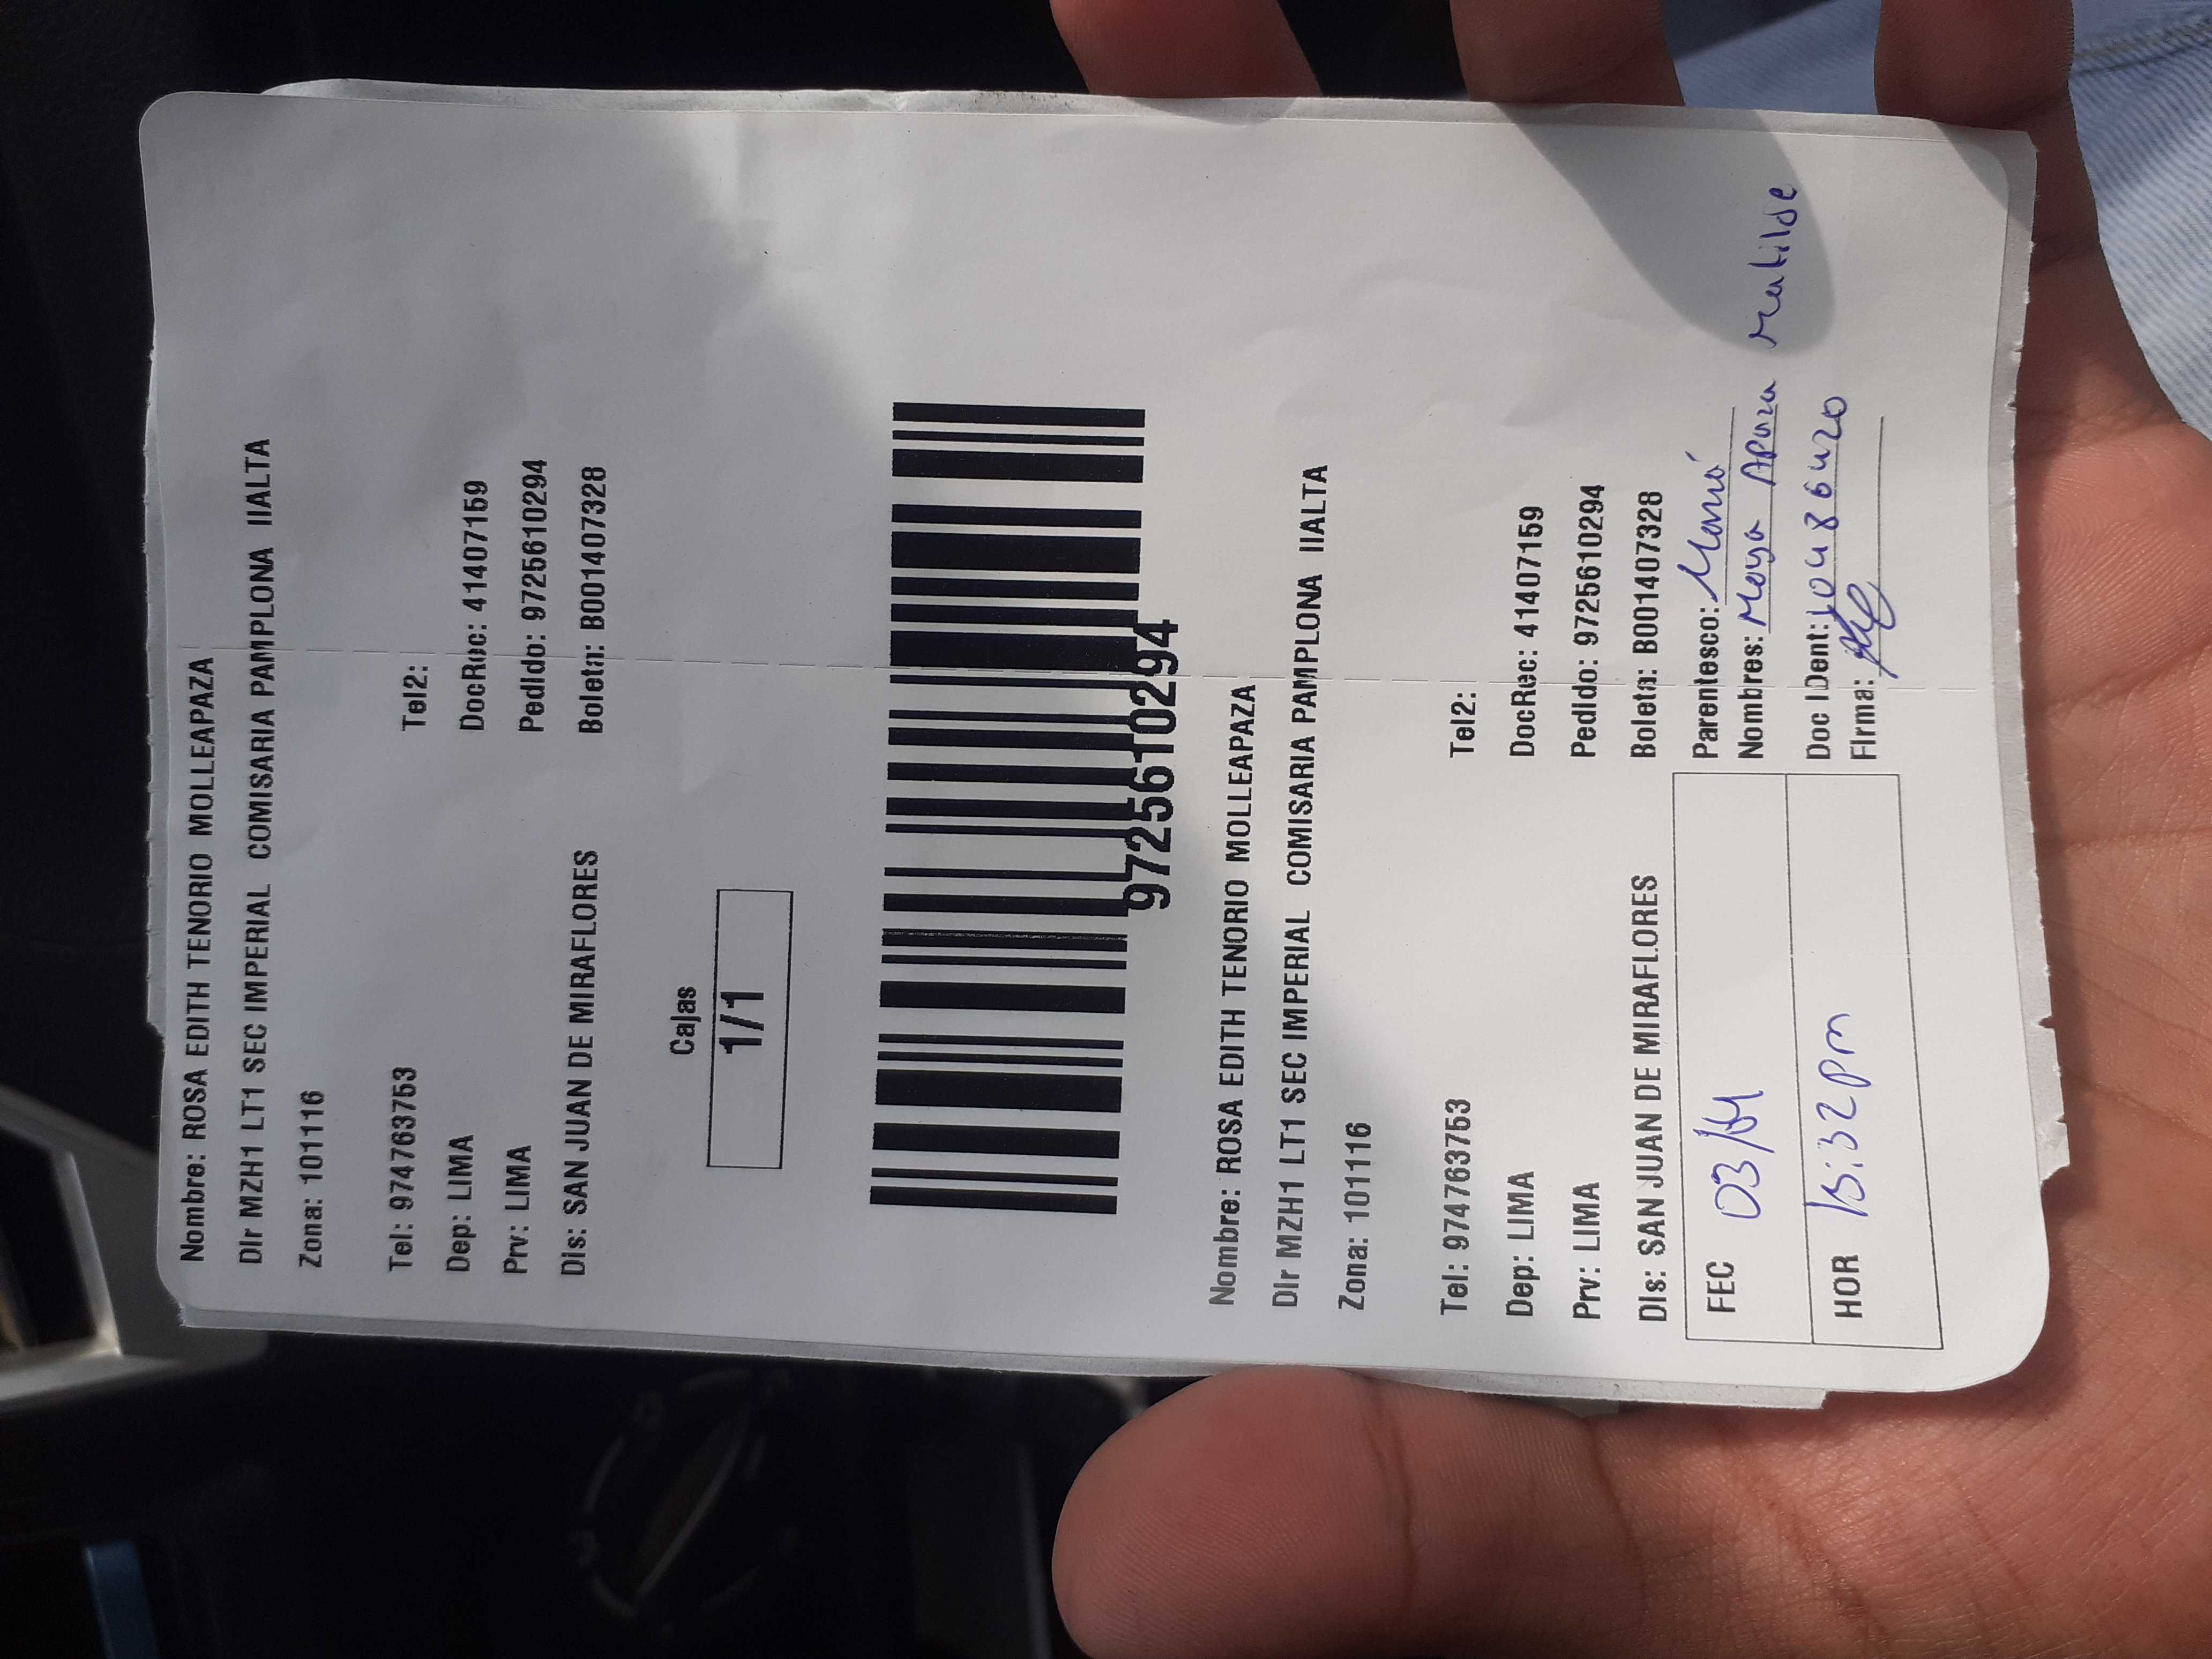 Nombre: ROSA EDITH TENORIO MOLLEAPAZA
Dir MZH1 LT1 SEC IMPERIAL COMISARIA PAMPLONA IIALTA
Zona: 101116
Tel: 974763753 Tel2:
Dep: LIMA DocRec: 41407159
Prv: LIMA Pedido: 9725610294
Dis: SAN JUAN DE MIRAFLORES Boleta: B001407328
Cajas
1/1
9725610294
Nombre: ROSA EDITH TENORIO MOLLEAPAZA
Dir MZH1 LT1 SEC IMPERIAL COMISARIA PAMPLONA IIALTA
Zona: 101116
Tel: 974763753 Tel2:
Dep: LIMA DocRec: 41407159
Prv: LIMA Pedido: 9725610294
Dis: SAN JUAN DE MIRAFLORES Boleta: B001407328
FEC Parentesco: Mamá
Nombres: Moya Apaza Matilde
HOR Doc iDent: 10486420
Firma: